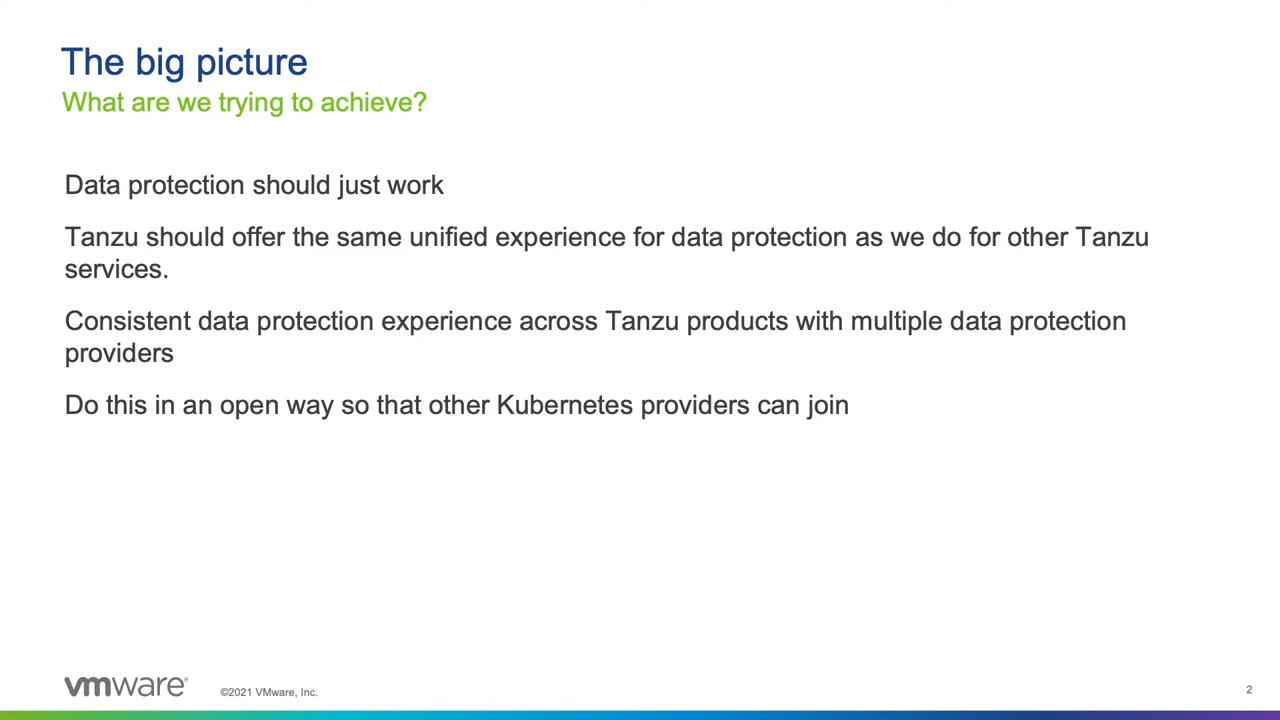 The big picture
What are we trying to achieve?
Data protection should just work
Tanzu should offer the same unified experience for data protection as we do for other Tanzu
services.
Consistent data protection experience across Tanzu products with multiple data protection
providers
Do this in an open way so that other Kubernetes providers can join
vmware®
©2021 VMware, Inc.
2